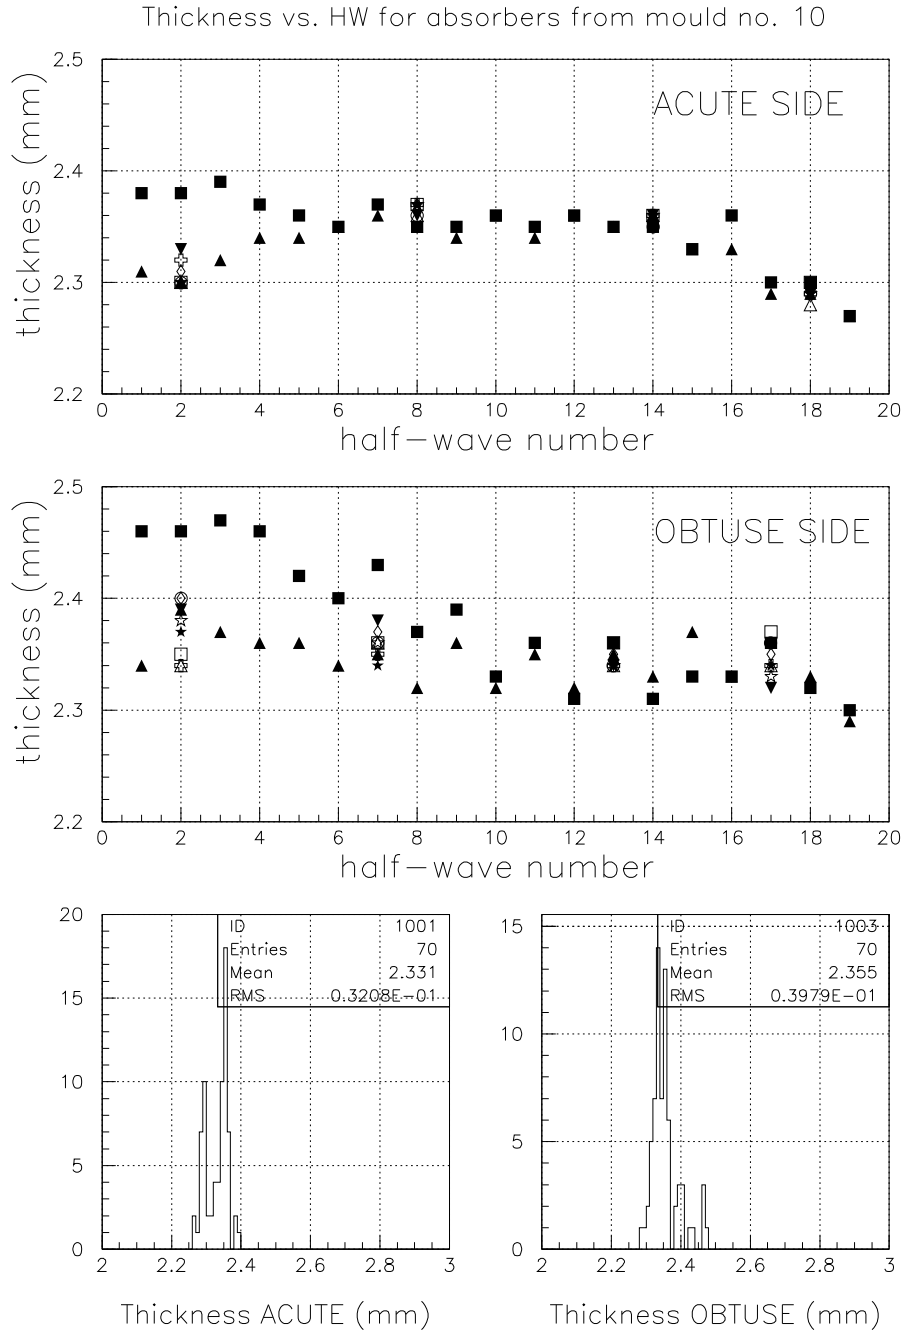 Thickness vs. HW for absorbers from mould no. 10
thickness (mm)
2.5
2.4
2.3
2.2
ACUTE SIDE
0 2 4 6 8 10 12 14 16 18 20
half-wave number
thickness (mm)
2.5
2.4
2.3
2.2
OBTUSE SIDE
0 2 4 6 8 10 12 14 16 18 20
half-wave number
20
15
10
5
0
ID 1001
Entries 70
Mean 2.331
RMS 0.3208E-01
2 2.2 2.4 2.6 2.8 3
Thickness ACUTE (mm)
15
10
5
0
ID 1003
Entries 70
Mean 2.355
RMS 0.3979E-01
2 2.2 2.4 2.6 2.8 3
Thickness OBTUSE (mm)